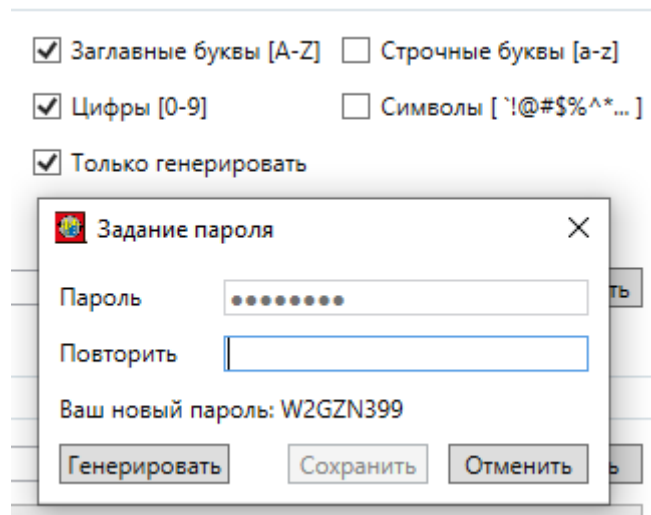 Заглавные буквы [A-Z] Строчные буквы [a-z]
Цифры [0-9] Символы [ `!@#$%^*... ]
Только генерировать
Задание пароля
Пароль ●●●●●●●● ть
Повторить
Ваш новый пароль: W2GZN399
Генерировать Сохранить Отменить ь